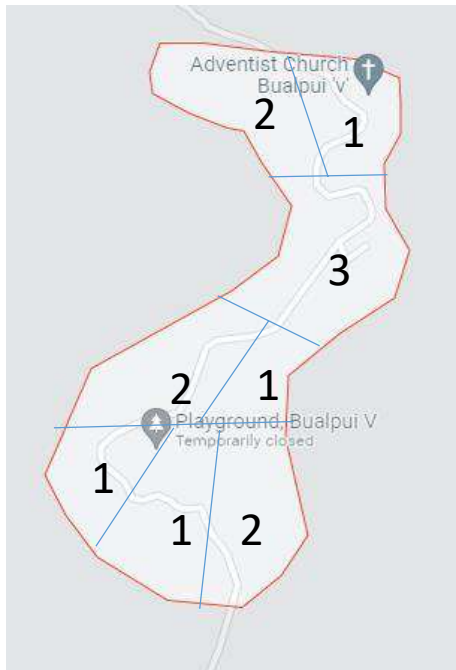 Adventist Church
Bualpui 'v'
2
1
3
2
1
Playground, Bualpui V
Temporarily closed
1
1
2